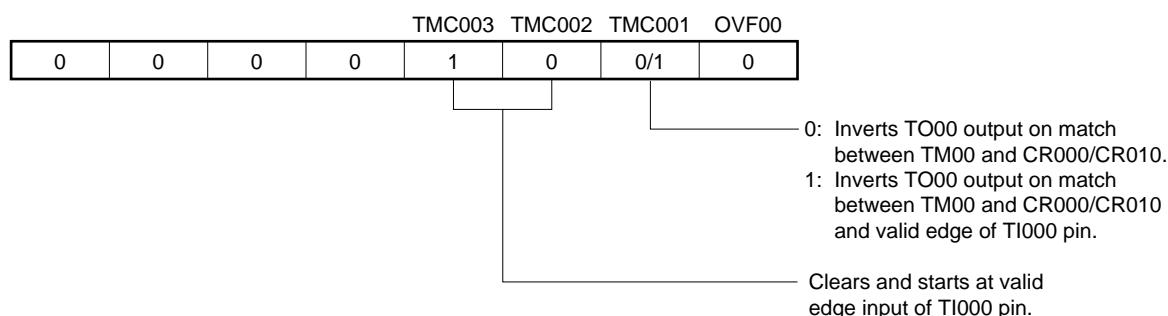 TMC003 TMC002 TMC001 OVF00
0 0 0 0 1 0 0/1 0
0: Inverts TO00 output on match
between TM00 and CR000/CR010.
1: Inverts TO00 output on match
between TM00 and CR000/CR010
and valid edge of TI000 pin.
Clears and starts at valid
edge input of TI000 pin.